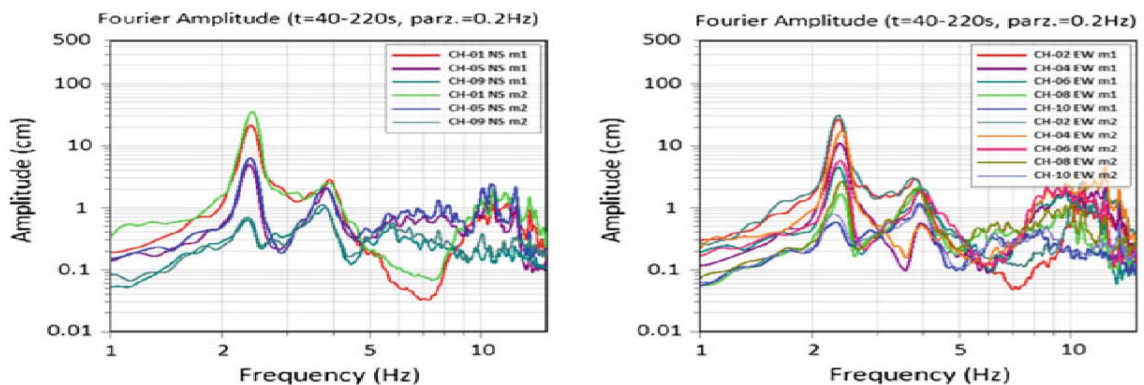 Fourier Amplitude (t=40-220s, parz.=0.2Hz)
500
100
10
1
0.1
0.01
Amplitude (cm)
CH-01 NS m1
CH-05 NS m1
CH-09 NS m1
CH-01 NS m2
CH-05 NS m2
CH-09 NS m2
1
2
5
10
Frequency (Hz)
Fourier Amplitude (t=40-220s, parz.=0.2Hz)
500
100
10
1
0.1
0.01
Amplitude (cm)
CH-02 EW m1
CH-04 EW m1
CH-06 EW m1
CH-08 EW m1
CH-10 EW m1
CH-02 EW m2
CH-04 EW m2
CH-06 EW m2
CH-08 EW m2
CH-10 EW m2
1
2
5
10
Frequency (Hz)